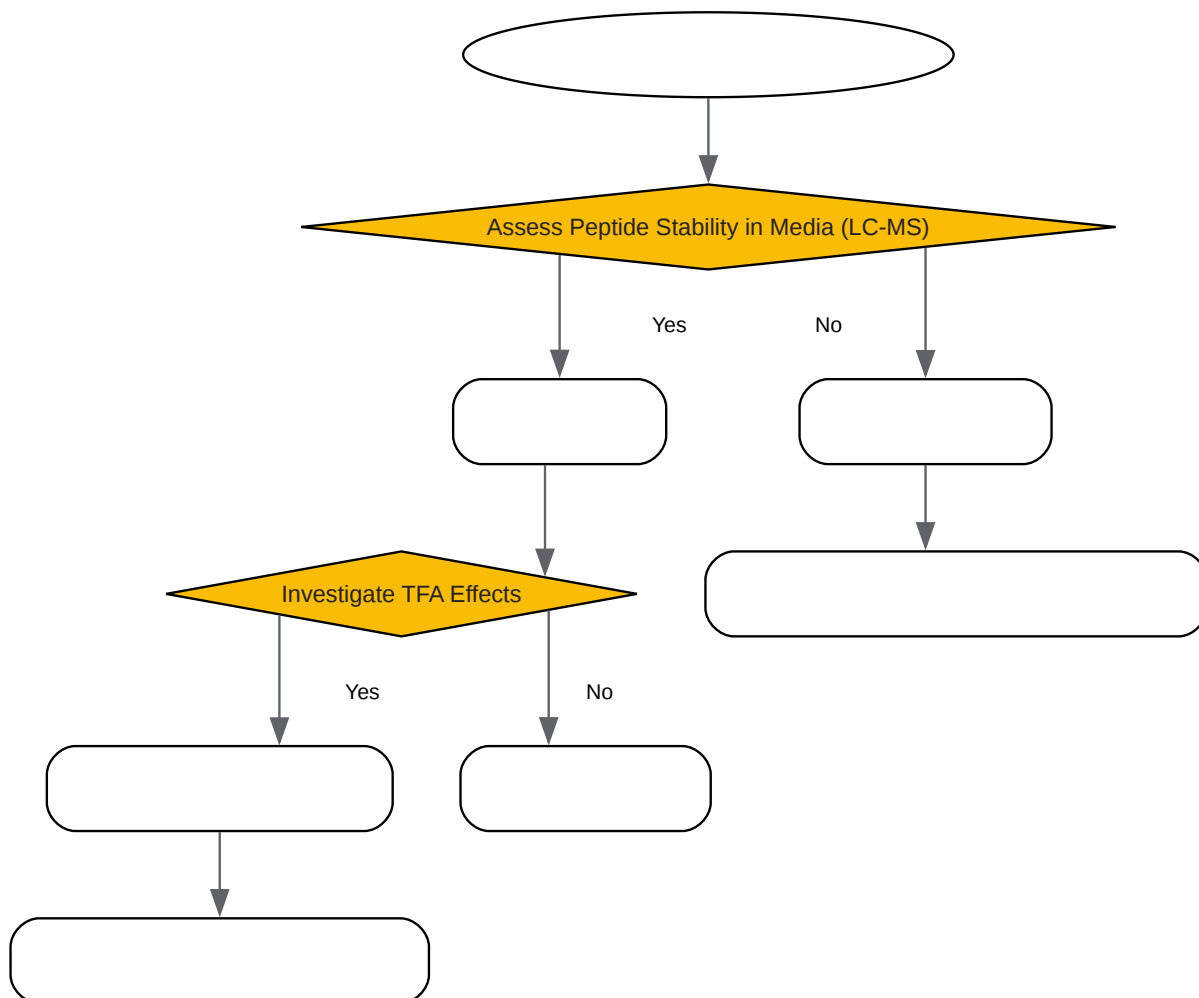 Assess Peptide Stability in Media (LC-MS)
Yes
No
Investigate TFA Effects
Yes
No